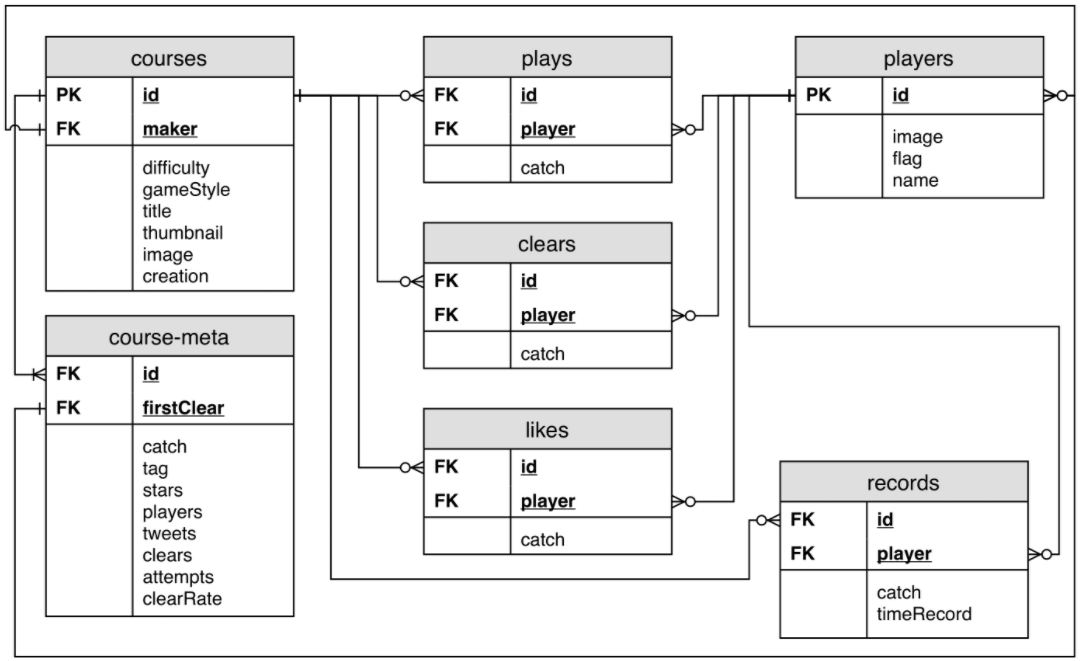 courses
PK id
FK maker
difficulty
gameStyle
title
thumbnail
image
creation
course-meta
FK id
FK firstClear
catch
tag
stars
players
tweets
clears
attempts
clearRate
plays
FK id
FK player
catch
clears
FK id
FK player
catch
likes
FK id
FK player
catch
players
PK id
image
flag
name
records
FK id
FK player
catch
timeRecord